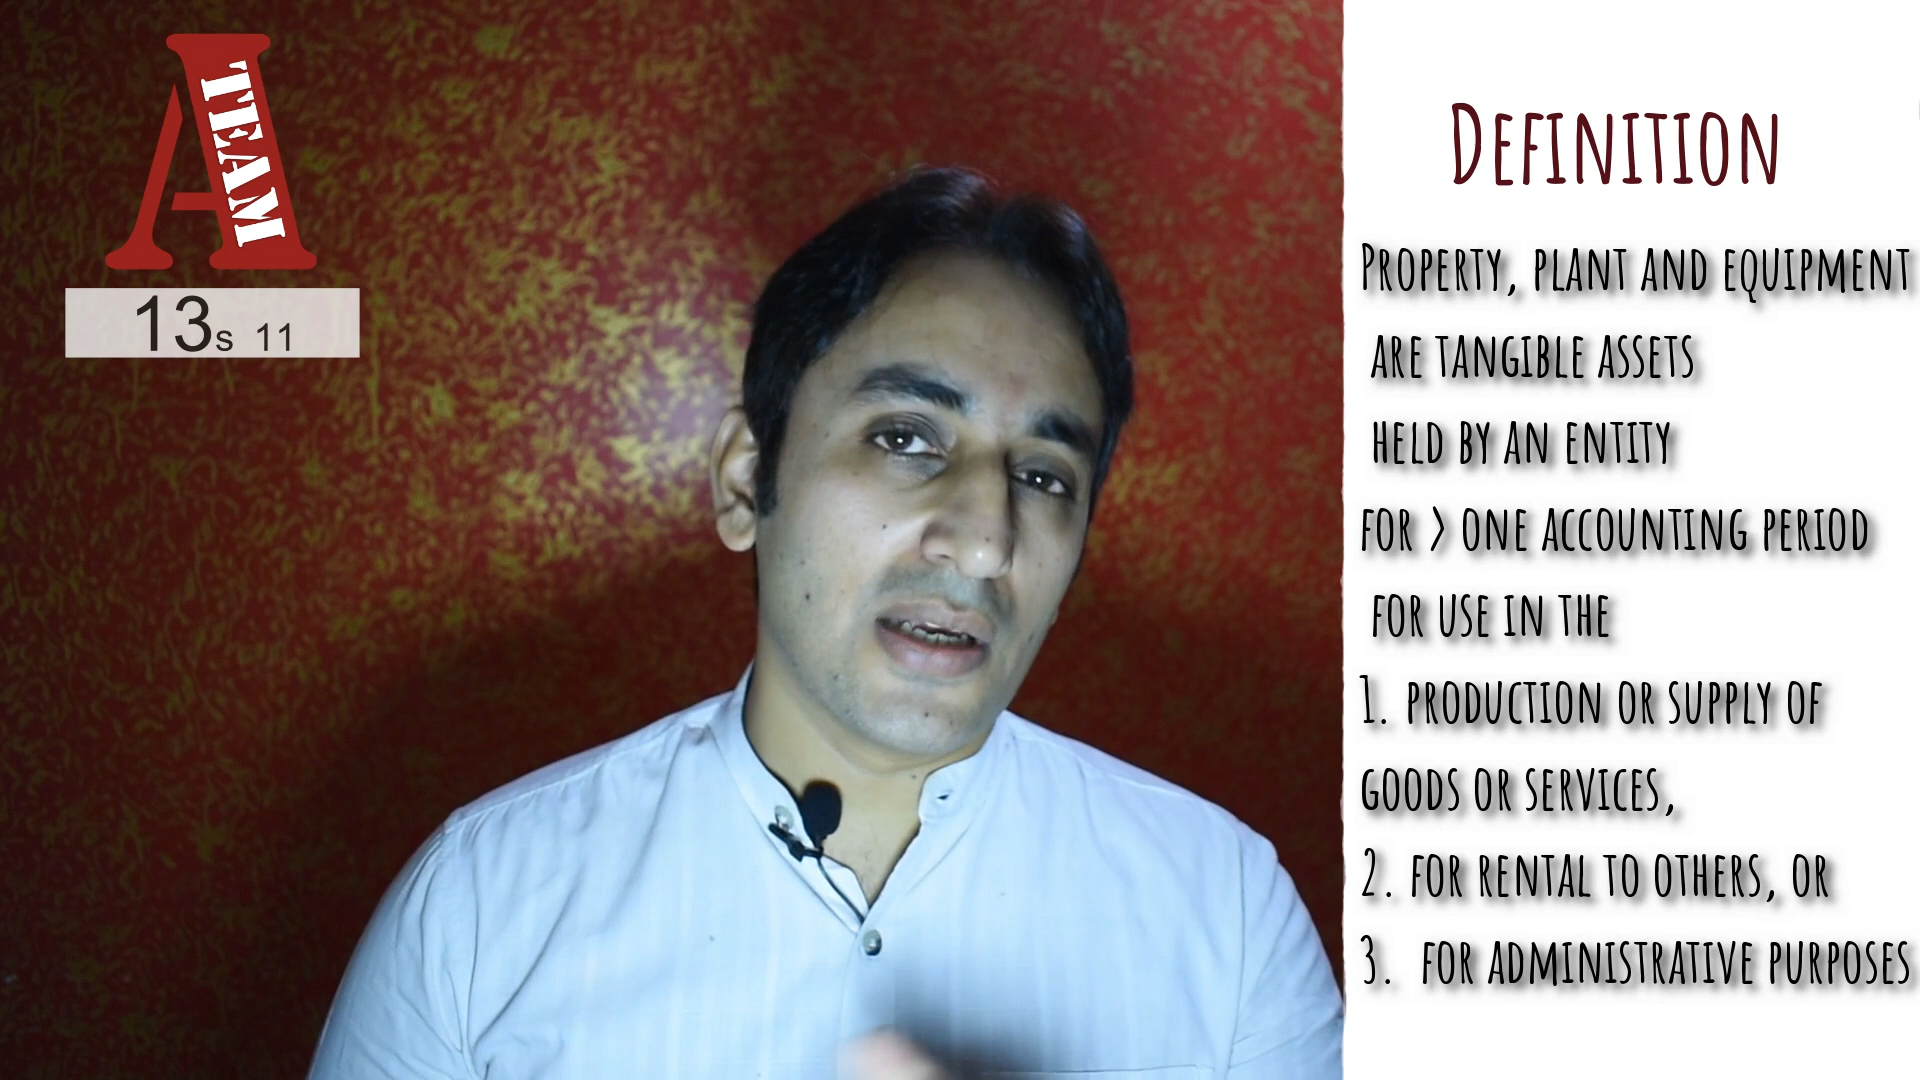 A
TEAM
13s 11
DEFINITION
PROPERTY, PLANT AND EQUIPMENT
ARE TANGIBLE ASSETS
HELD BY AN ENTITY
FOR > ONE ACCOUNTING PERIOD
FOR USE IN THE
1. PRODUCTION OR SUPPLY OF
GOODS OR SERVICES,
2. FOR RENTAL TO OTHERS, OR
3. FOR ADMINISTRATIVE PURPOSES